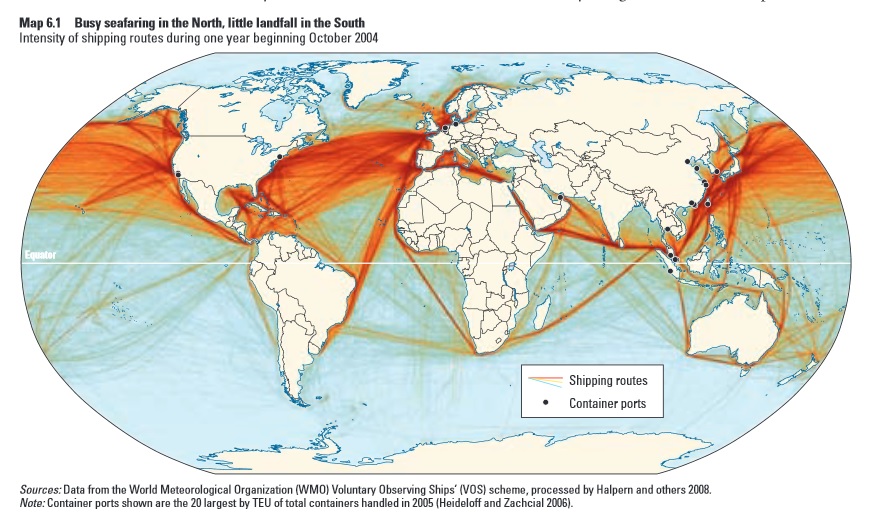 Map 6.1 Busy seafaring in the North, little landfall in the South
Intensity of shipping routes during one year beginning October 2004
Equator
Shipping routes
Container ports
Sources: Data from the World Meteorological Organization (WMO) Voluntary Observing Ships' (VOS) scheme, processed by Halpern and others 2008.
Note: Container ports shown are the 20 largest by TEU of total containers handled in 2005 (Heideloff and Zachcial 2006).